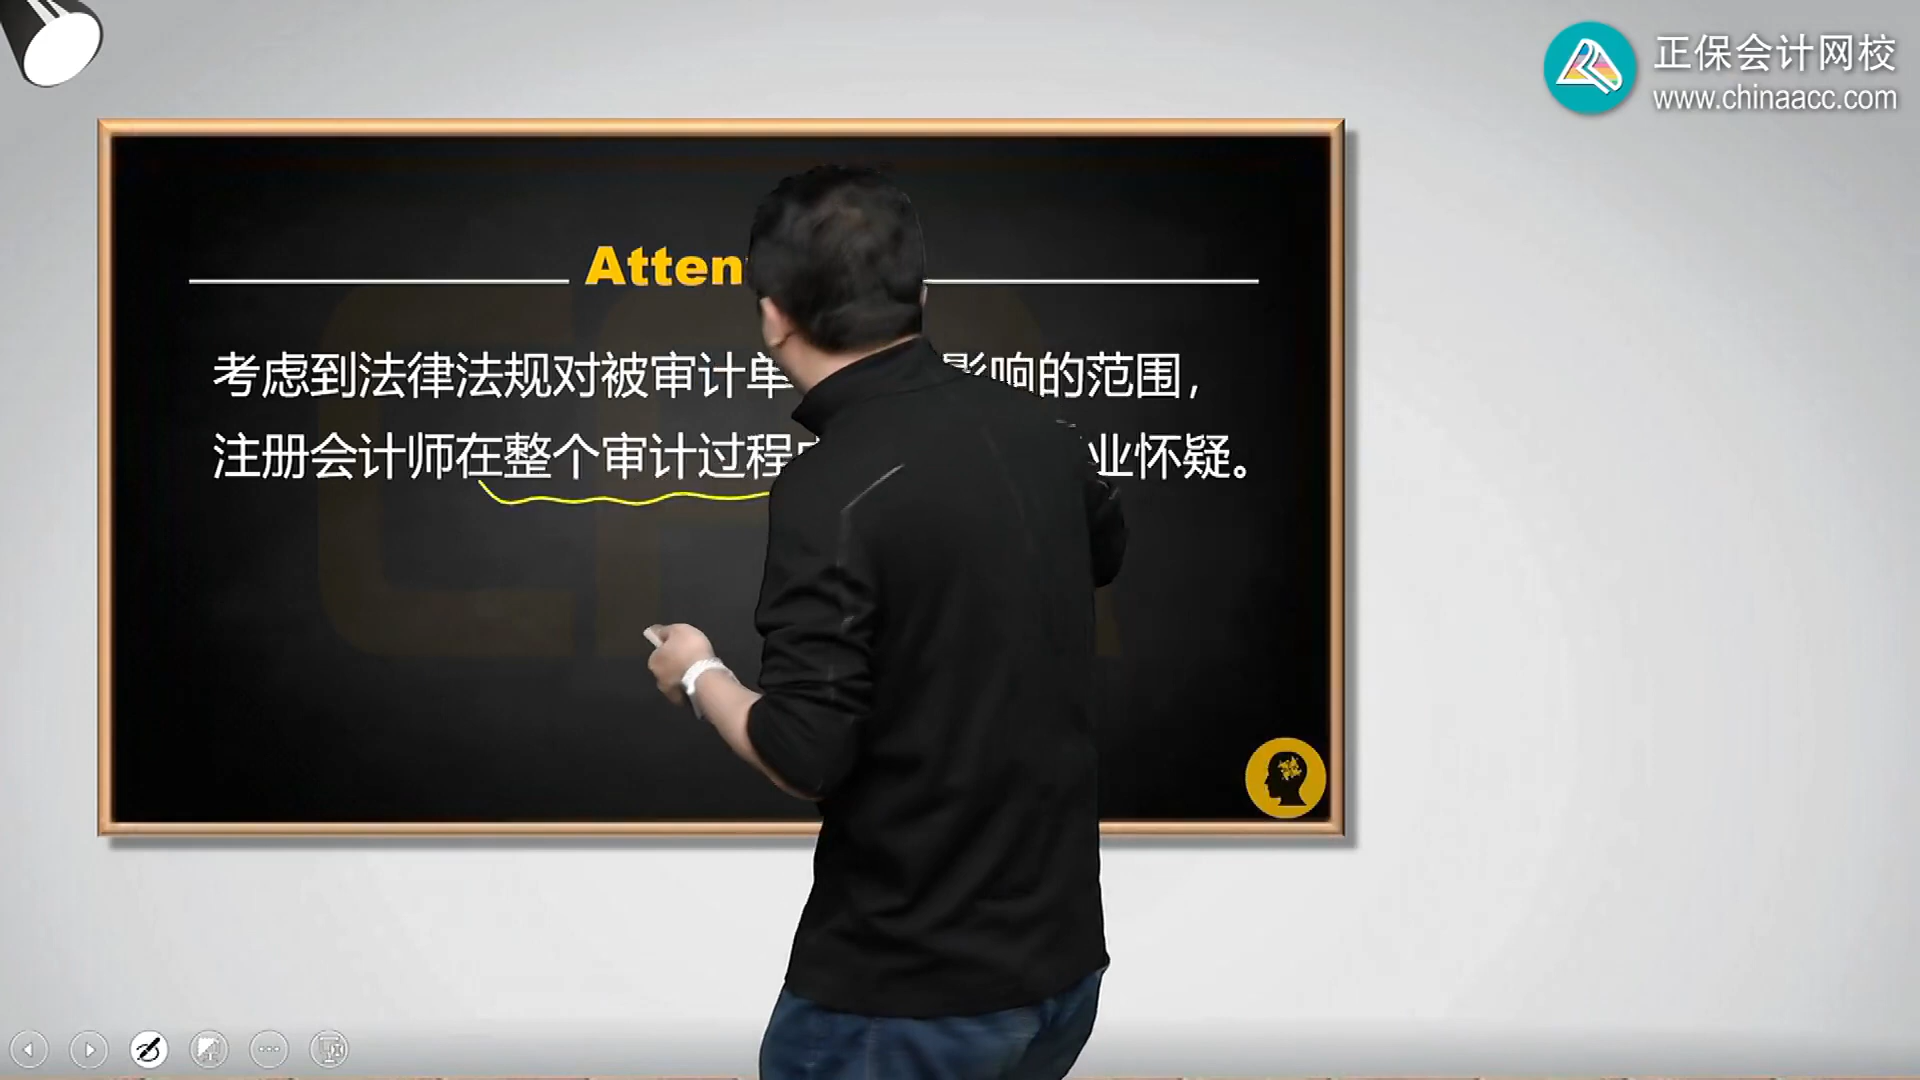 正保会计网校
www.chinaacc.com
Atten
考虑到法律法规对被审计单 影响的范围，
注册会计师在整个审计过程 业怀疑。